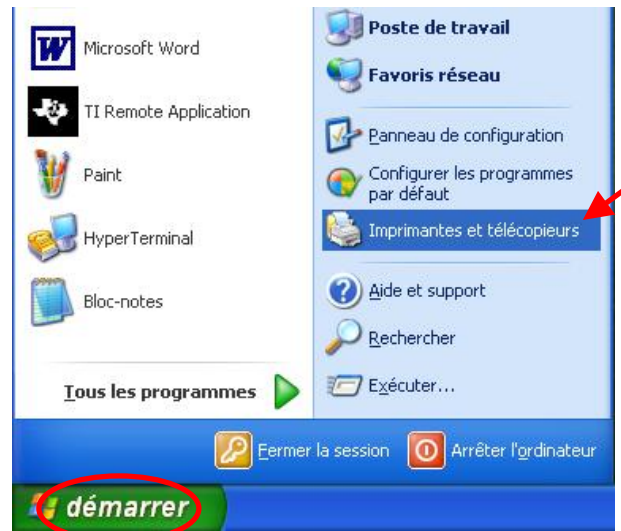 Microsoft Word
TI Remote Application
Paint
HyperTerminal
Bloc-notes
Tous les programmes
Poste de travail
Favoris réseau
Panneau de configuration
Configurer les programmes
par défaut
Imprimantes et télécopieurs
Aide et support
Rechercher
Exécuter...
Fermer la session
Arrêter l'ordinateur
démarrer